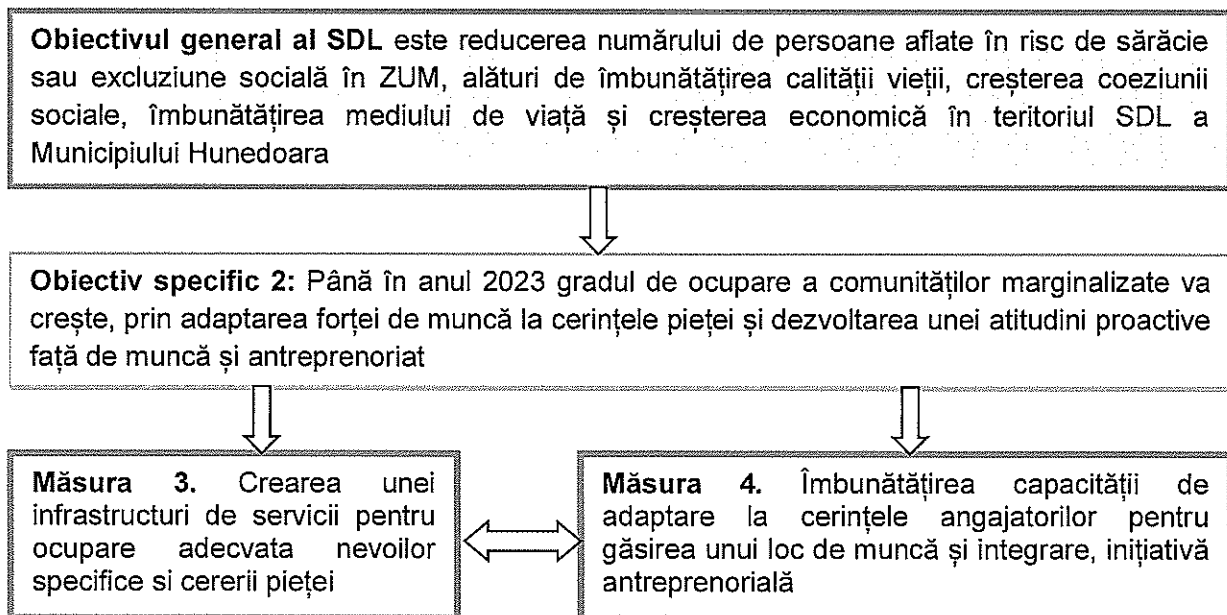 Obiectivul general al SDL este reducerea numărului de persoane aflate în risc de sărăcie
sau excluziune socială în ZUM, alături de îmbunătățirea calității vieții, creșterea coeziunii
sociale, îmbunătățirea mediului de viață și creșterea economică în teritoriul SDL a
Municipiului Hunedoara
Obiectiv specific 2: Până în anul 2023 gradul de ocupare a comunităților marginalizate va
crește, prin adaptarea forței de muncă la cerințele pieței și dezvoltarea unei atitudini proactive
față de muncă și antreprenoriat
Măsura 3. Crearea unei
infrastructuri de servicii pentru
ocupare adecvata nevoilor
specifice si cererii pieței
Măsura 4. Îmbunătățirea capacității de
adaptare la cerințele angajatorilor pentru
găsirea unui loc de muncă și integrare, inițiativă
antreprenorială